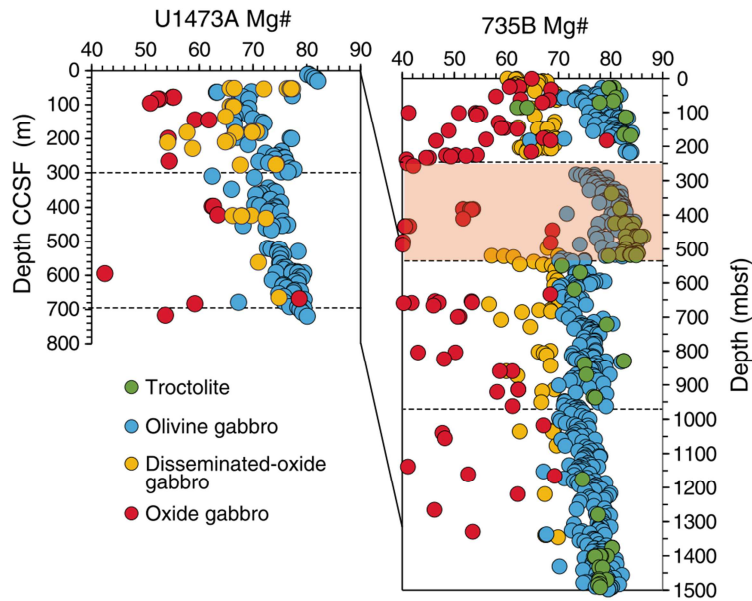 U1473A Mg#
40 50 60 70 80 90
Depth CCSF (m)
0
100
200
300
400
500
600
700
800
735B Mg#
40 50 60 70 80 90
0
100
200
300
400
500
600
700
800
900
1000
1100
1200
1300
1400
1500
Depth (mbsf)
Troctolite
Olivine gabbro
Disseminated-oxide
gabbro
Oxide gabbro